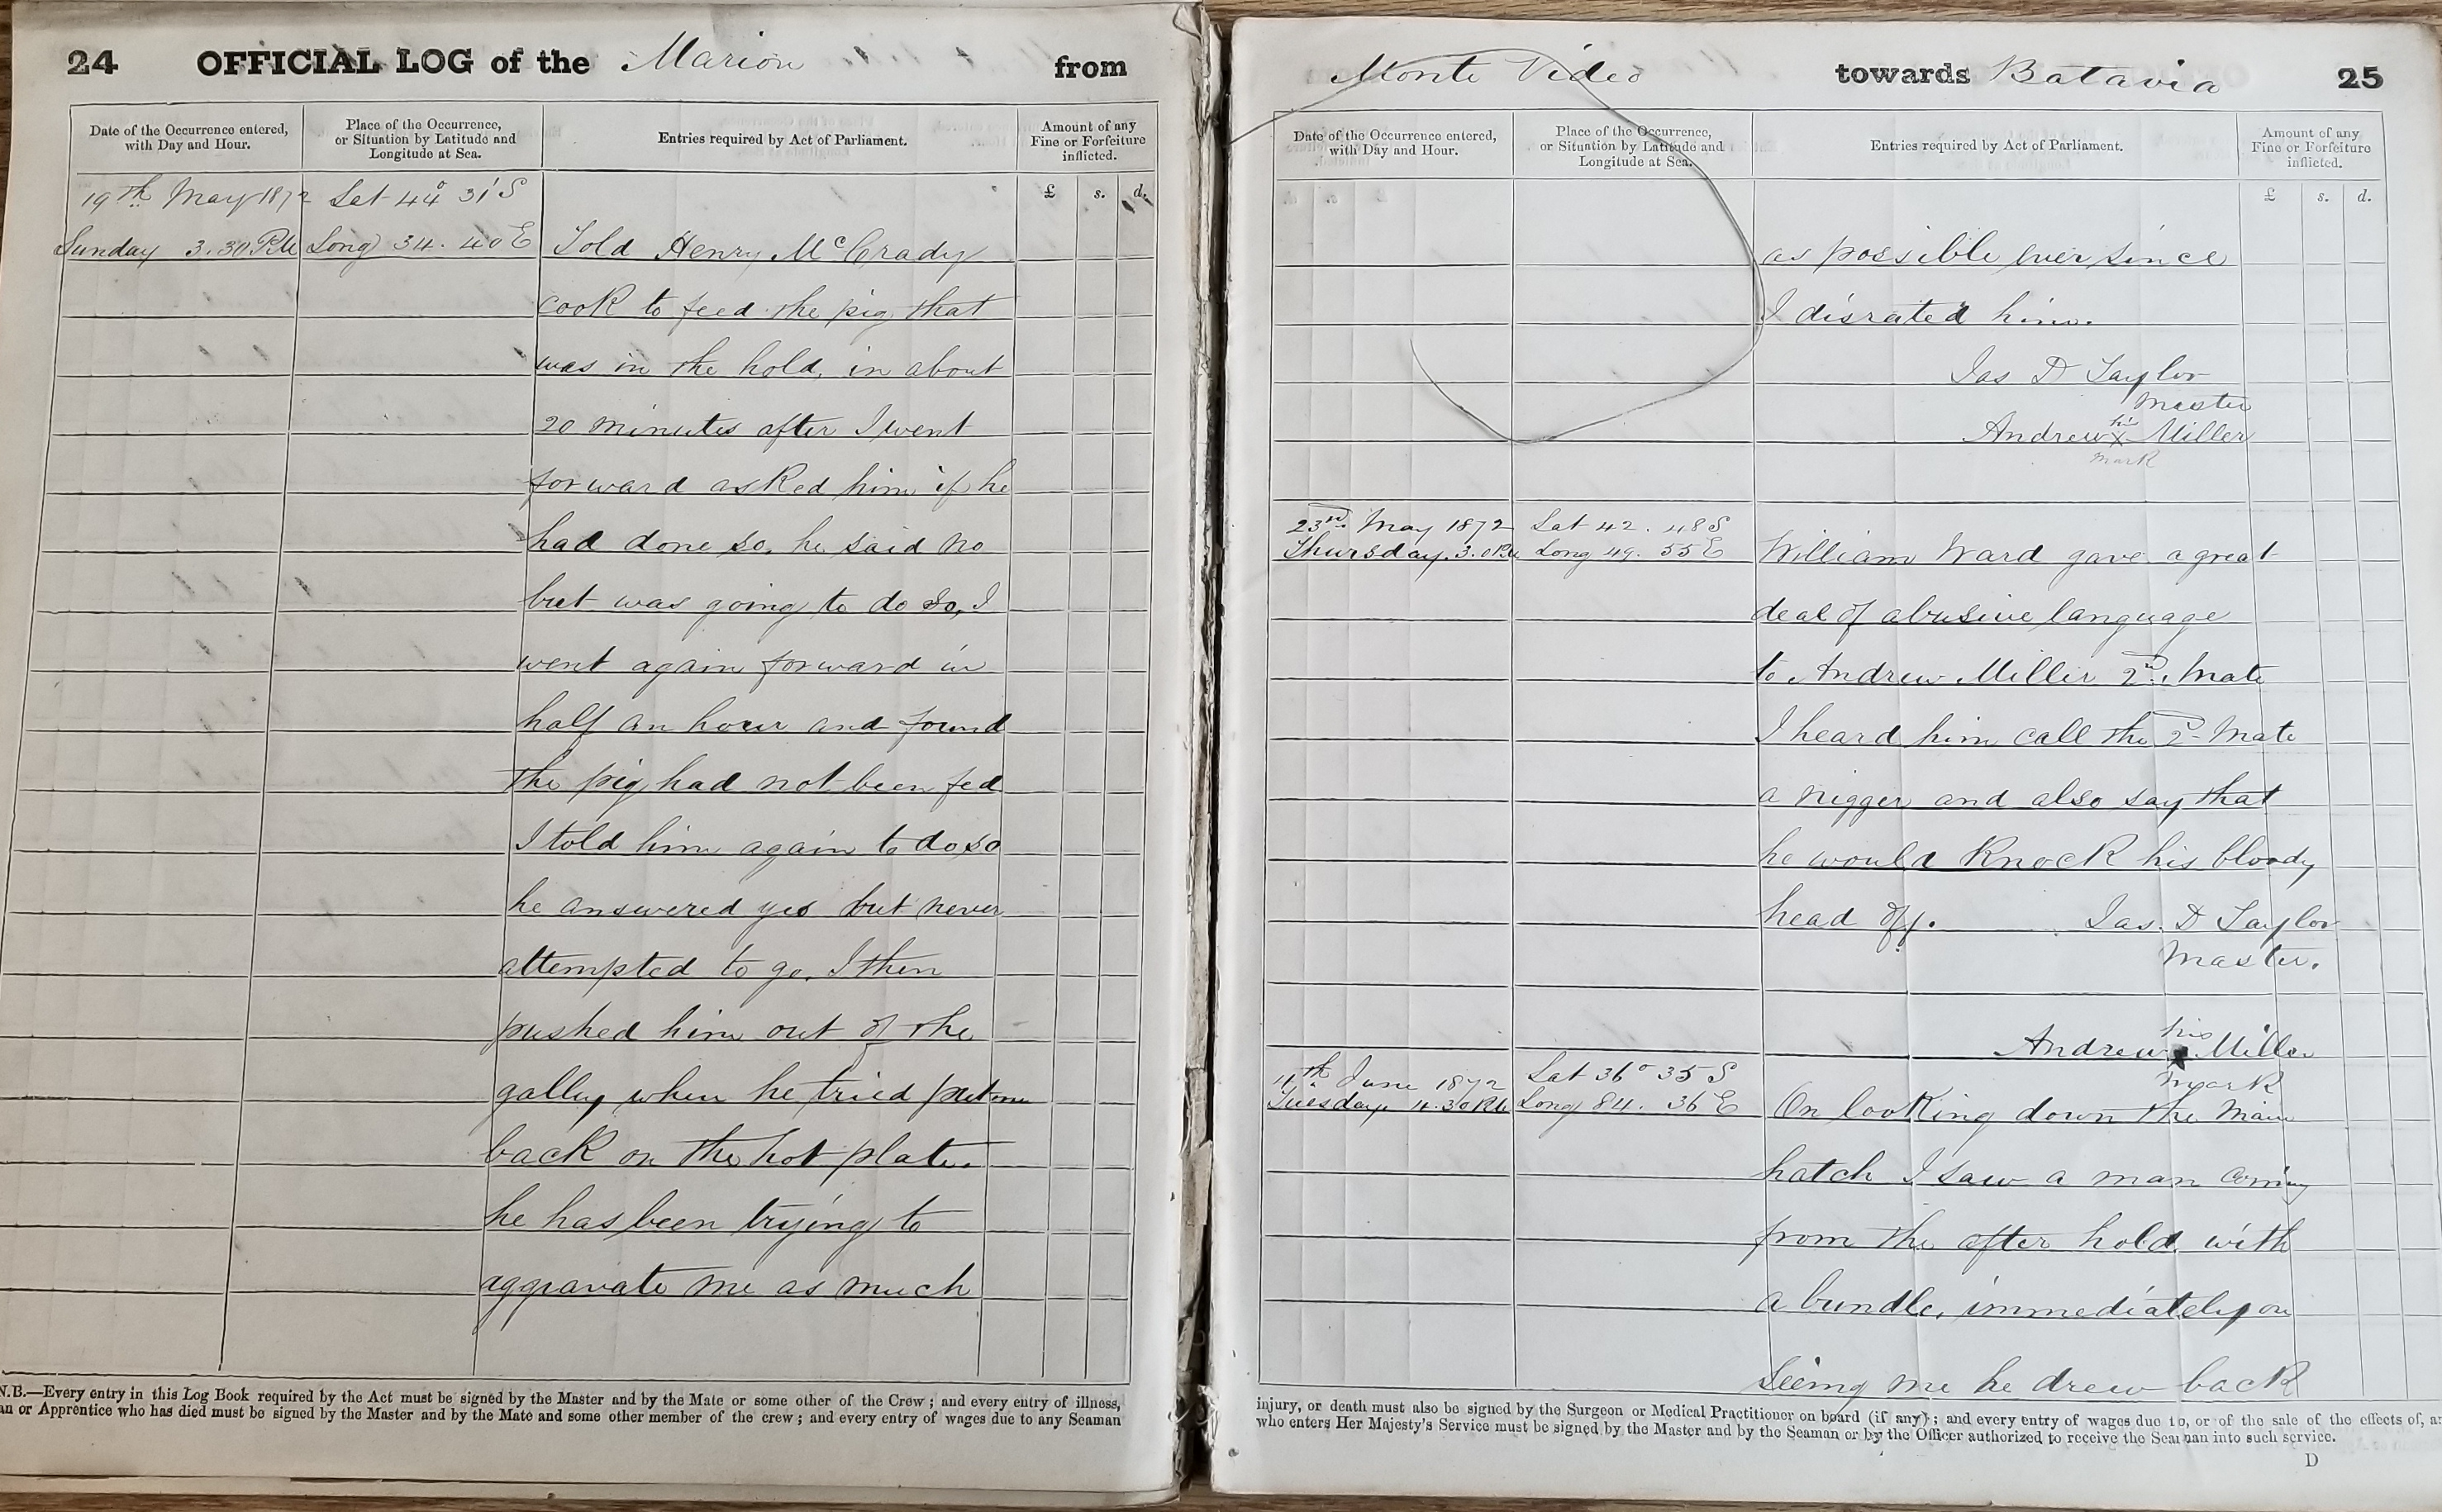 24 OFFICIAL LOG of the Marion from
Date of the Occurrence entered, with Day and Hour.
Place of the Occurrence, or Situation by Latitude and Longitude at Sea.
Entries required by Act of Parliament.
Amount of any Fine or Forfeiture inflicted.
£ s. d.
19th May 1872 Lat 44° 31' S
Sunday 3.30 PM Long 34. 40 E Told Henry McCrady
cook to feed the pig that
was in the hold, in about
20 minutes after I went
forward asked him if he
had done so. he said no
but was going to do so, I
went again forward in
half an hour and found
the pig had not been fed
I told him again to do so
he answered yes but never
attempted to go. I then
pushed him out of the
galley when he tried put me
back on the hot plate.
he has been trying to
aggravate me as much
N.B.—Every entry in this Log Book required by the Act must be signed by the Master and by the Mate or some other of the Crew; and every entry of illness,
an or Apprentice who has died must be signed by the Master and by the Mate and some other member of the crew; and every entry of wages due to any Seaman
Monte Video towards Batavia 25
Date of the Occurrence entered, with Day and Hour.
Place of the Occurrence, or Situation by Latitude and Longitude at Sea.
Entries required by Act of Parliament.
Amount of any Fine or Forfeiture inflicted.
£ s. d.
as possible ever since
I disrated him.
Jas D Taylor
Master
his
Andrew X Miller
mark
23rd May 1872 Lat 42. 48 S
Thursday. 3.0 PM Long 49. 55 E William Ward gave a great
deal of abusive language
to Andrew Miller 2nd Mate
I heard him call the 2d Mate
a nigger and also say that
he would knock his bloody
head off. Jas. D Taylor
Master.
his
Andrew X Miller
mark
11th June 1872 Lat 36° 35 S
Tuesday 4.30 PM Long 84. 36 E On looking down the Main
hatch I saw a man coming
from the after hold with
a bundle, immediately on
seeing me he drew back
injury, or death must also be signed by the Surgeon or Medical Practitioner on board (if any); and every entry of wages due to, or of the sale of the effects of, an
who enters Her Majesty's Service must be signed by the Master and by the Seaman or by the Officer authorized to receive the Seaman into such service.
D